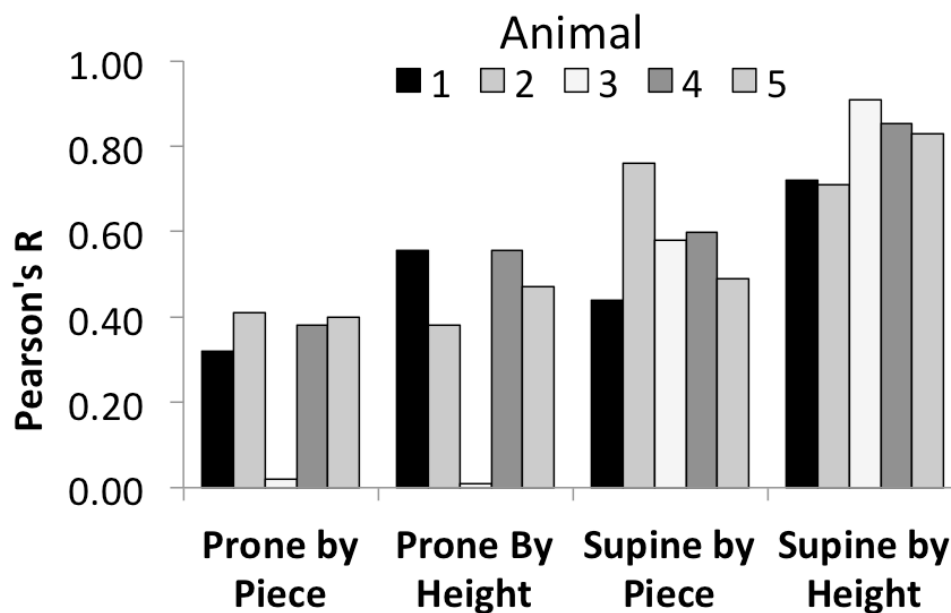 Animal
1 2 3 4 5
1.00
0.80
0.60
0.40
0.20
0.00
Pearson's R
Prone by
Piece
Prone By
Height
Supine by
Piece
Supine by
Height